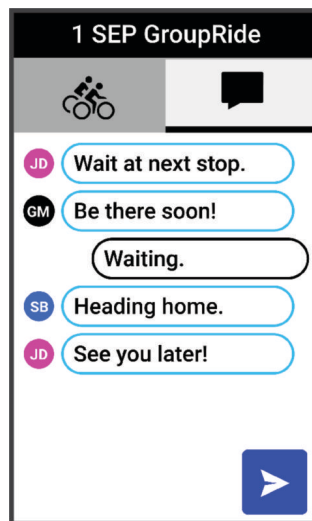 1 SEP GroupRide
JD Wait at next stop.
GM Be there soon!
Waiting.
SB Heading home.
JD See you later!